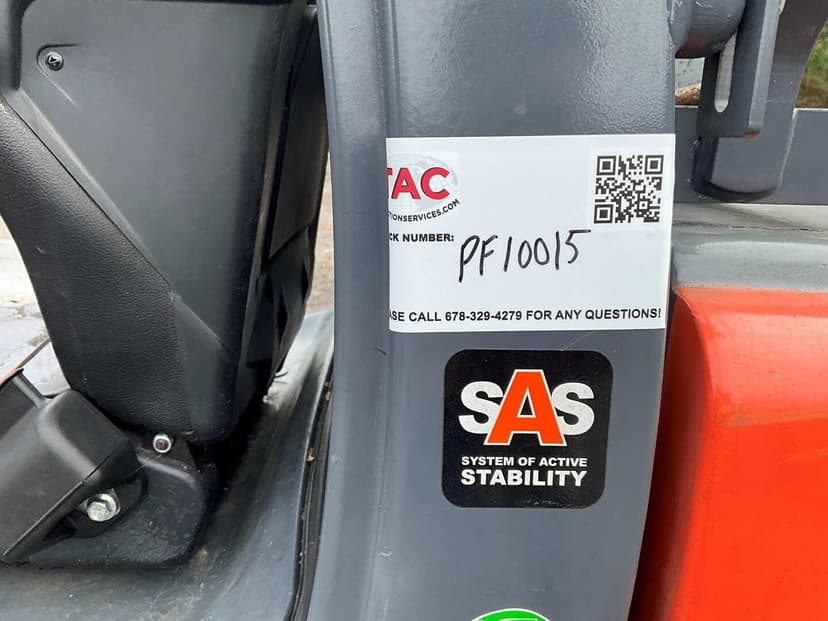 TAC
TIONSERVICES.COM
CK NUMBER: PF10015
ASE CALL 678-329-4279 FOR ANY QUESTIONS!
SAS
SYSTEM OF ACTIVE
STABILITY